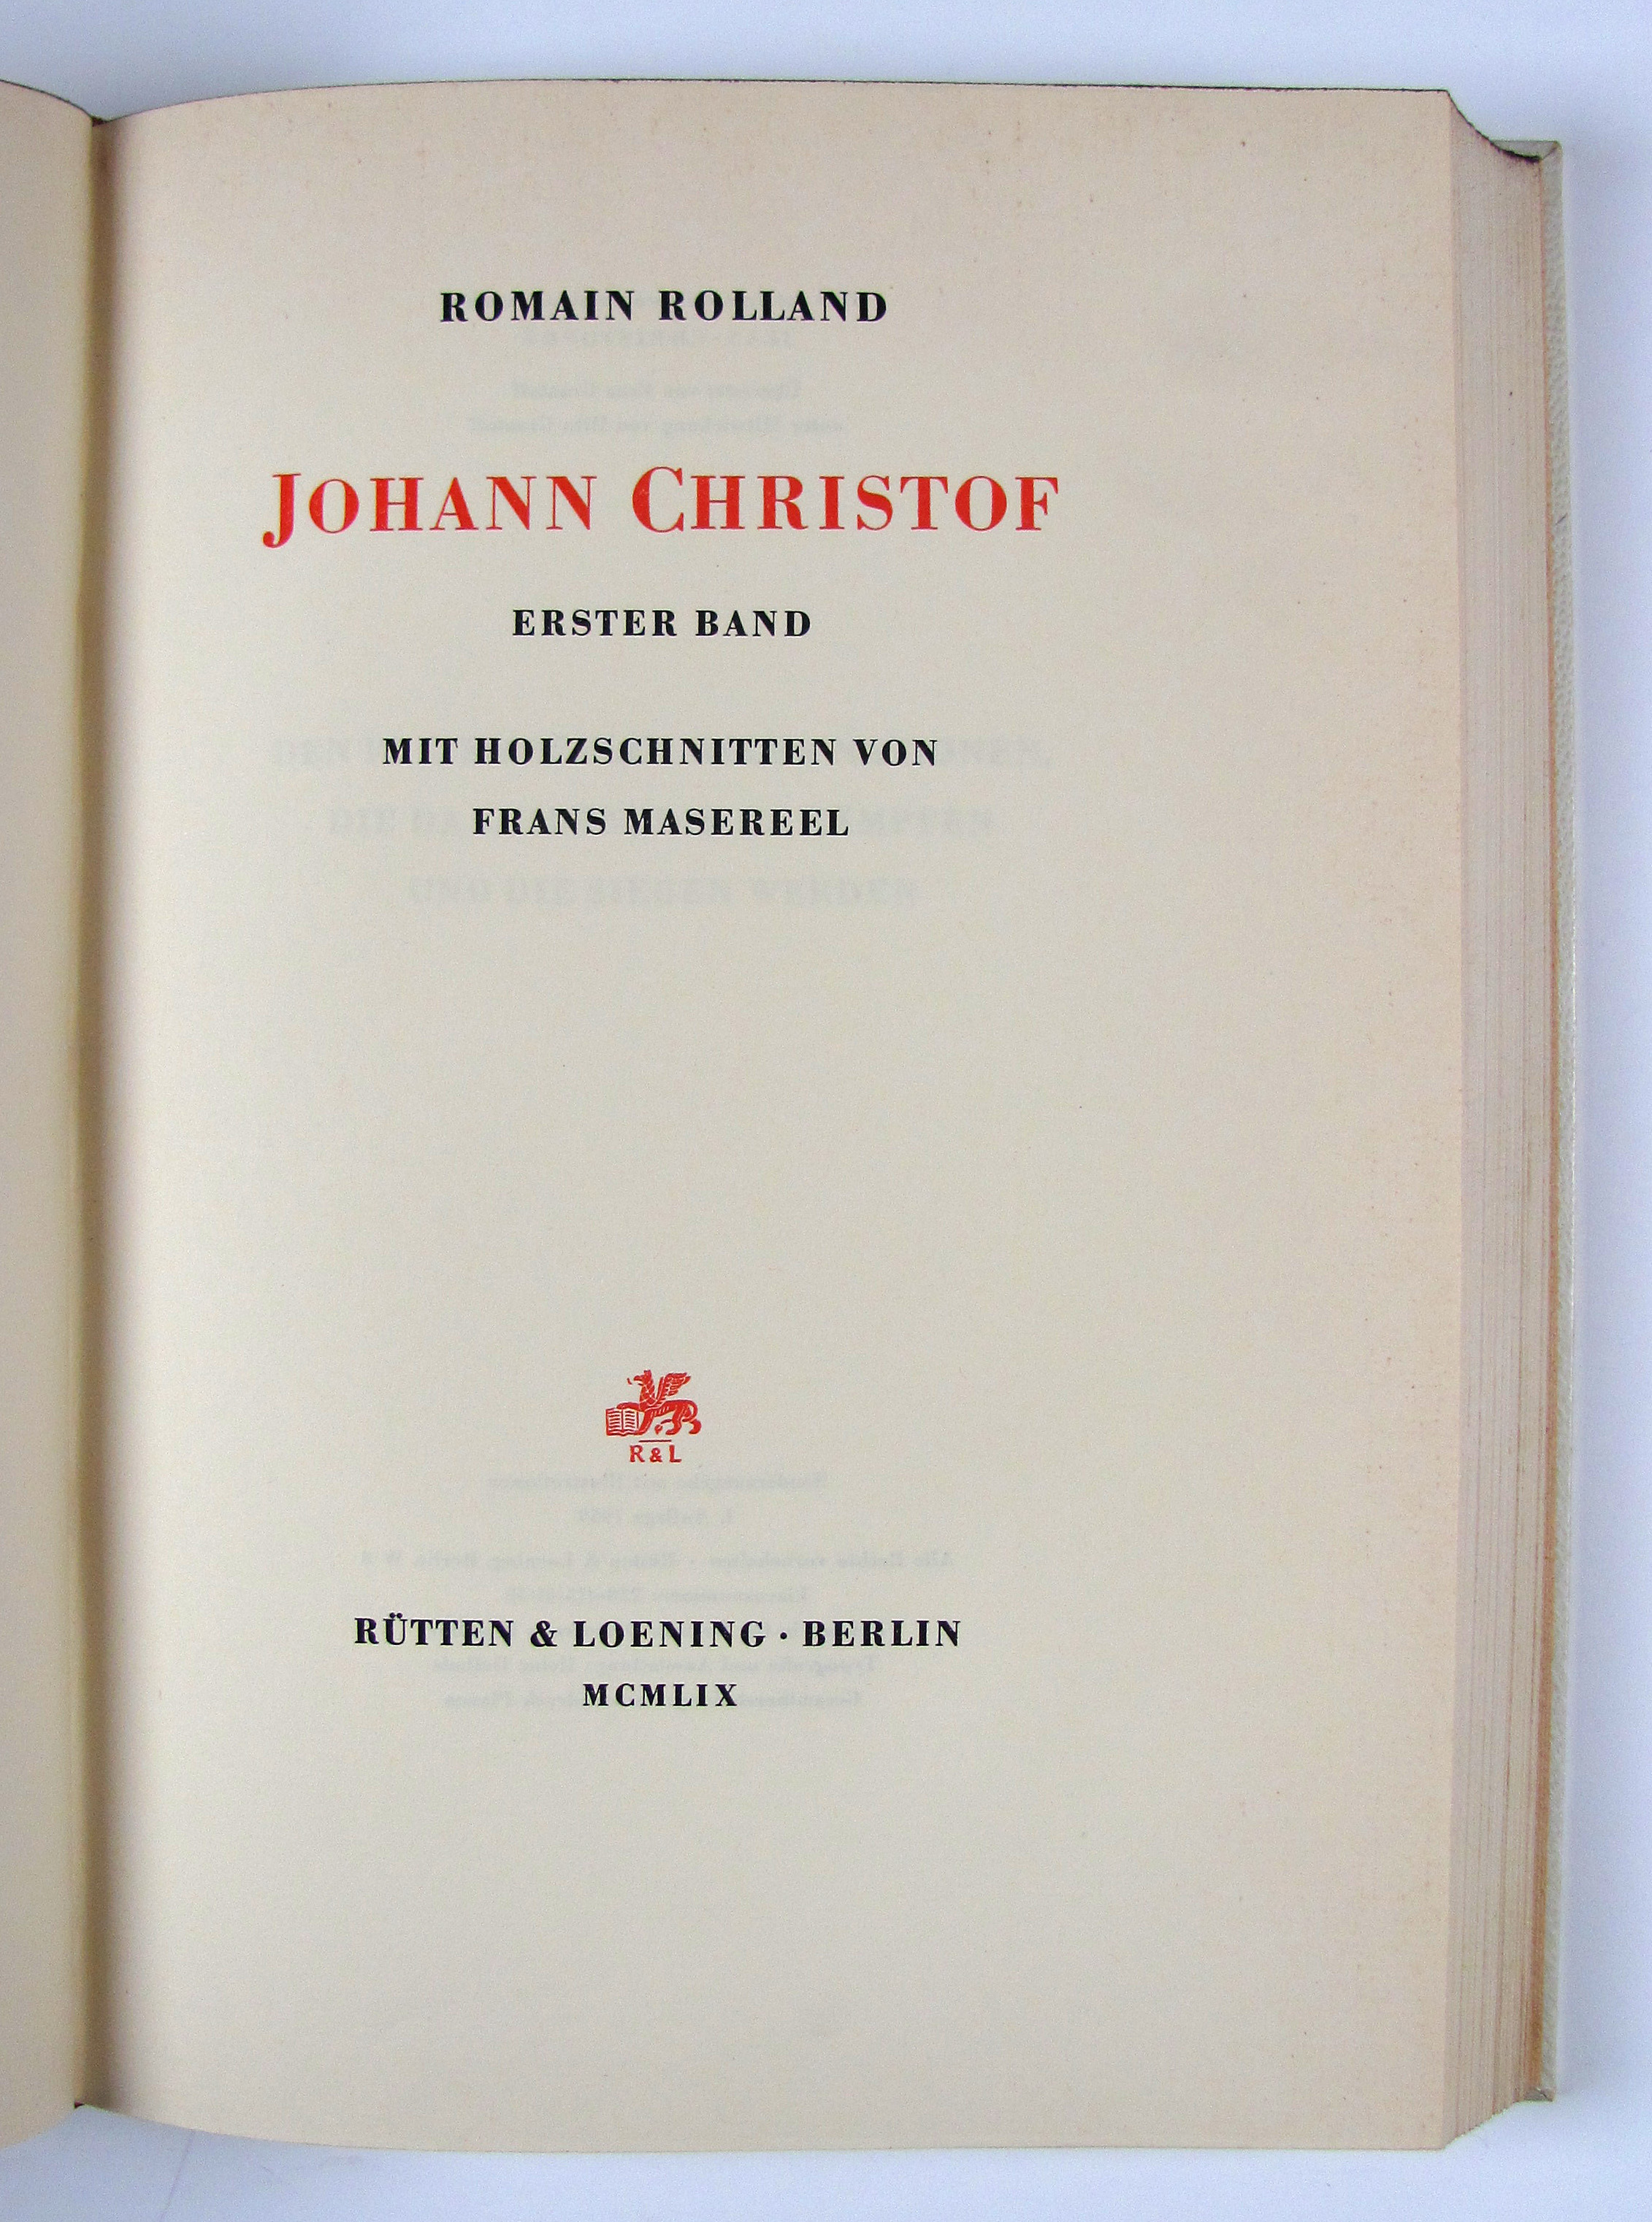 ROMAIN ROLLAND
JOHANN CHRISTOF
ERSTER BAND
MIT HOLZSCHNITTEN VON
FRANS MASEREEL
R & L
RÜTTEN & LOENING · BERLIN
MCMLIX